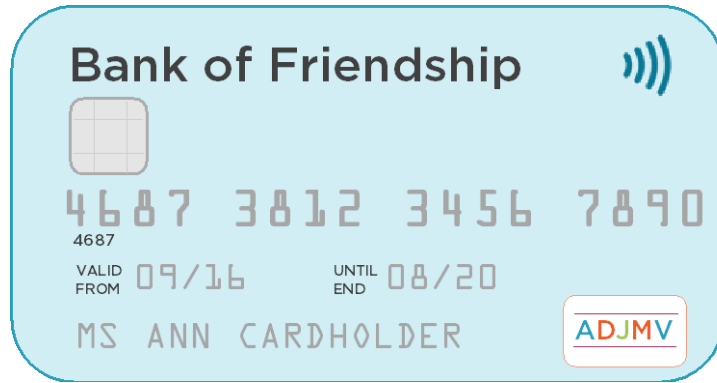 Bank of Friendship
4687 3812 3456 7890
4687
VALID FROM 09/16 UNTIL END 08/20
MS ANN CARDHOLDER
ADJMV